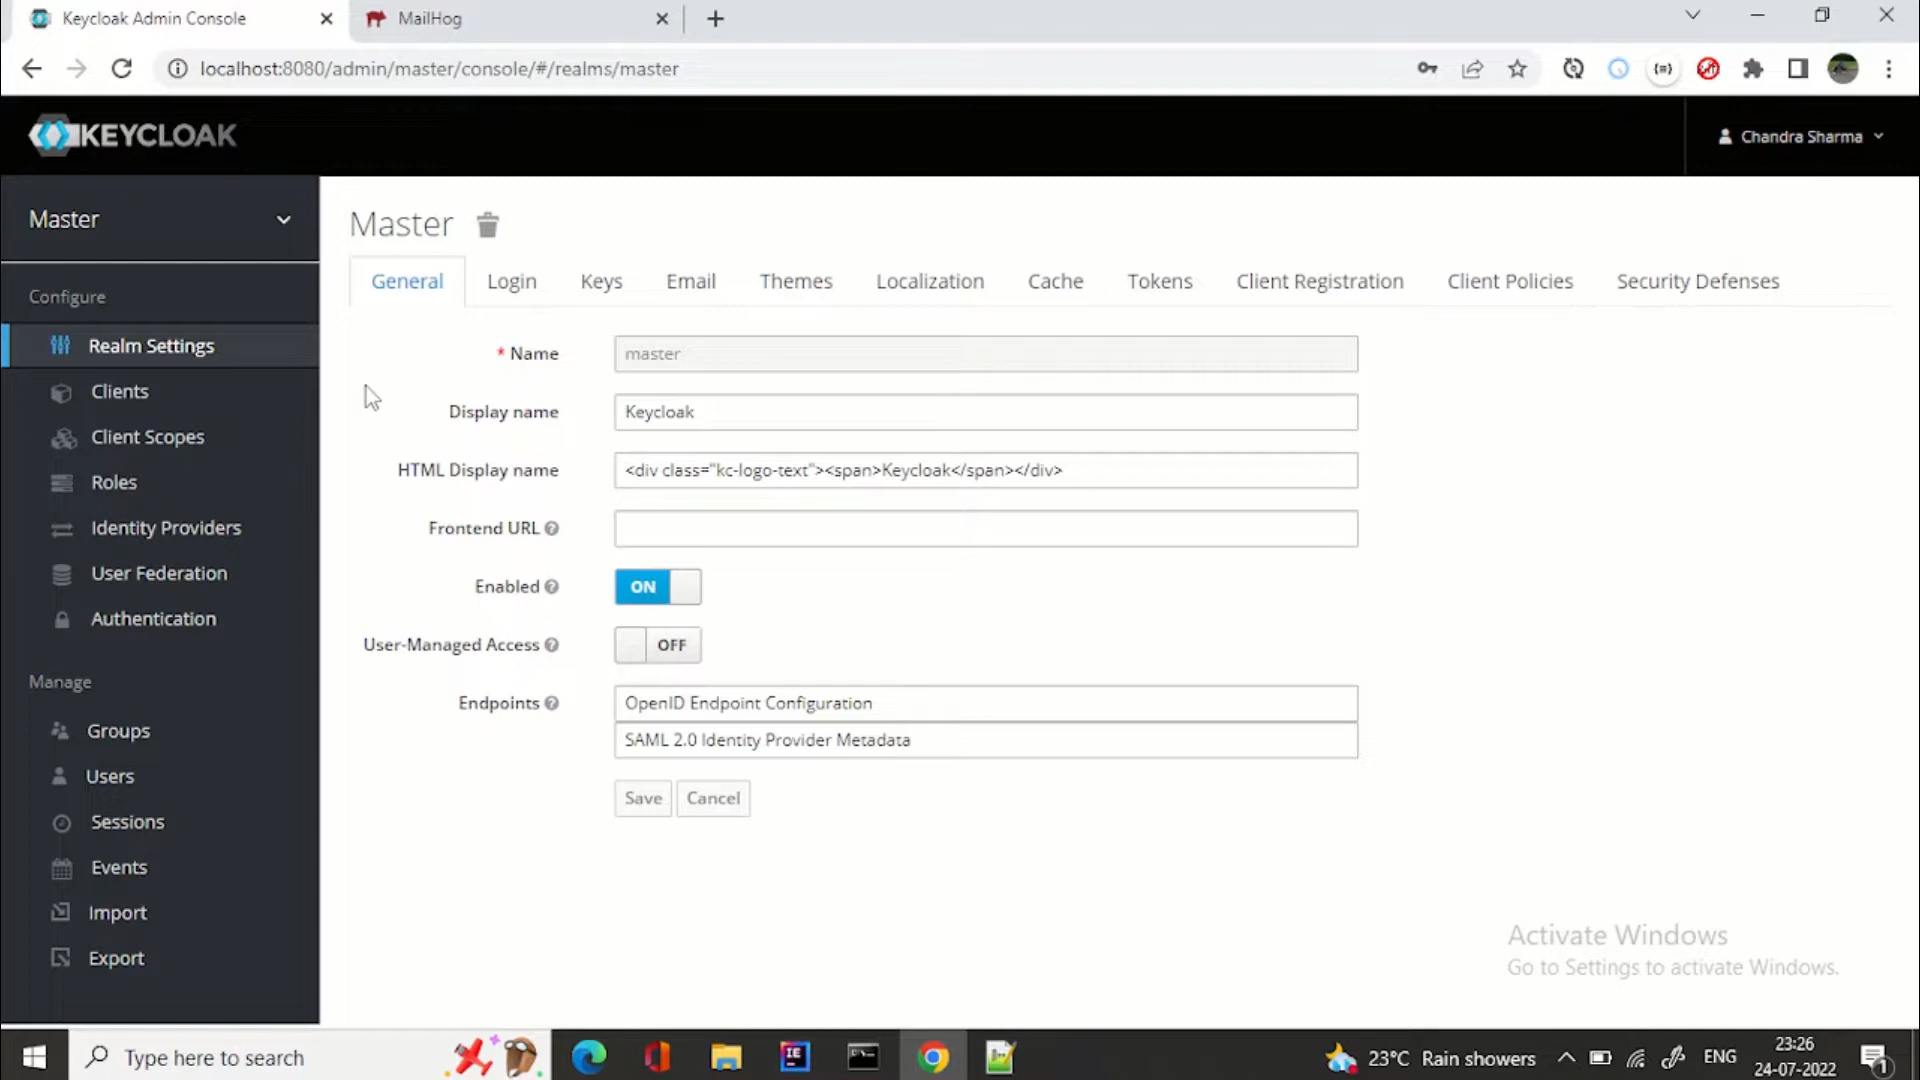 Keycloak Admin Console
MailHog
localhost:8080/admin/master/console/#/realms/master
KEYCLOAK
Chandra Sharma
Master
Configure
Realm Settings
Clients
Client Scopes
Roles
Identity Providers
User Federation
Authentication
Manage
Groups
Users
Sessions
Events
Import
Export
Master
General Login Keys Email Themes Localization Cache Tokens Client Registration Client Policies Security Defenses
* Name master
Display name Keycloak
HTML Display name <div class="kc-logo-text"><span>Keycloak</span></div>
Frontend URL
Enabled ON
User-Managed Access OFF
Endpoints OpenID Endpoint Configuration
SAML 2.0 Identity Provider Metadata
Save Cancel
Activate Windows
Go to Settings to activate Windows.
Type here to search
23°C Rain showers
ENG
23:26
24-07-2022
1